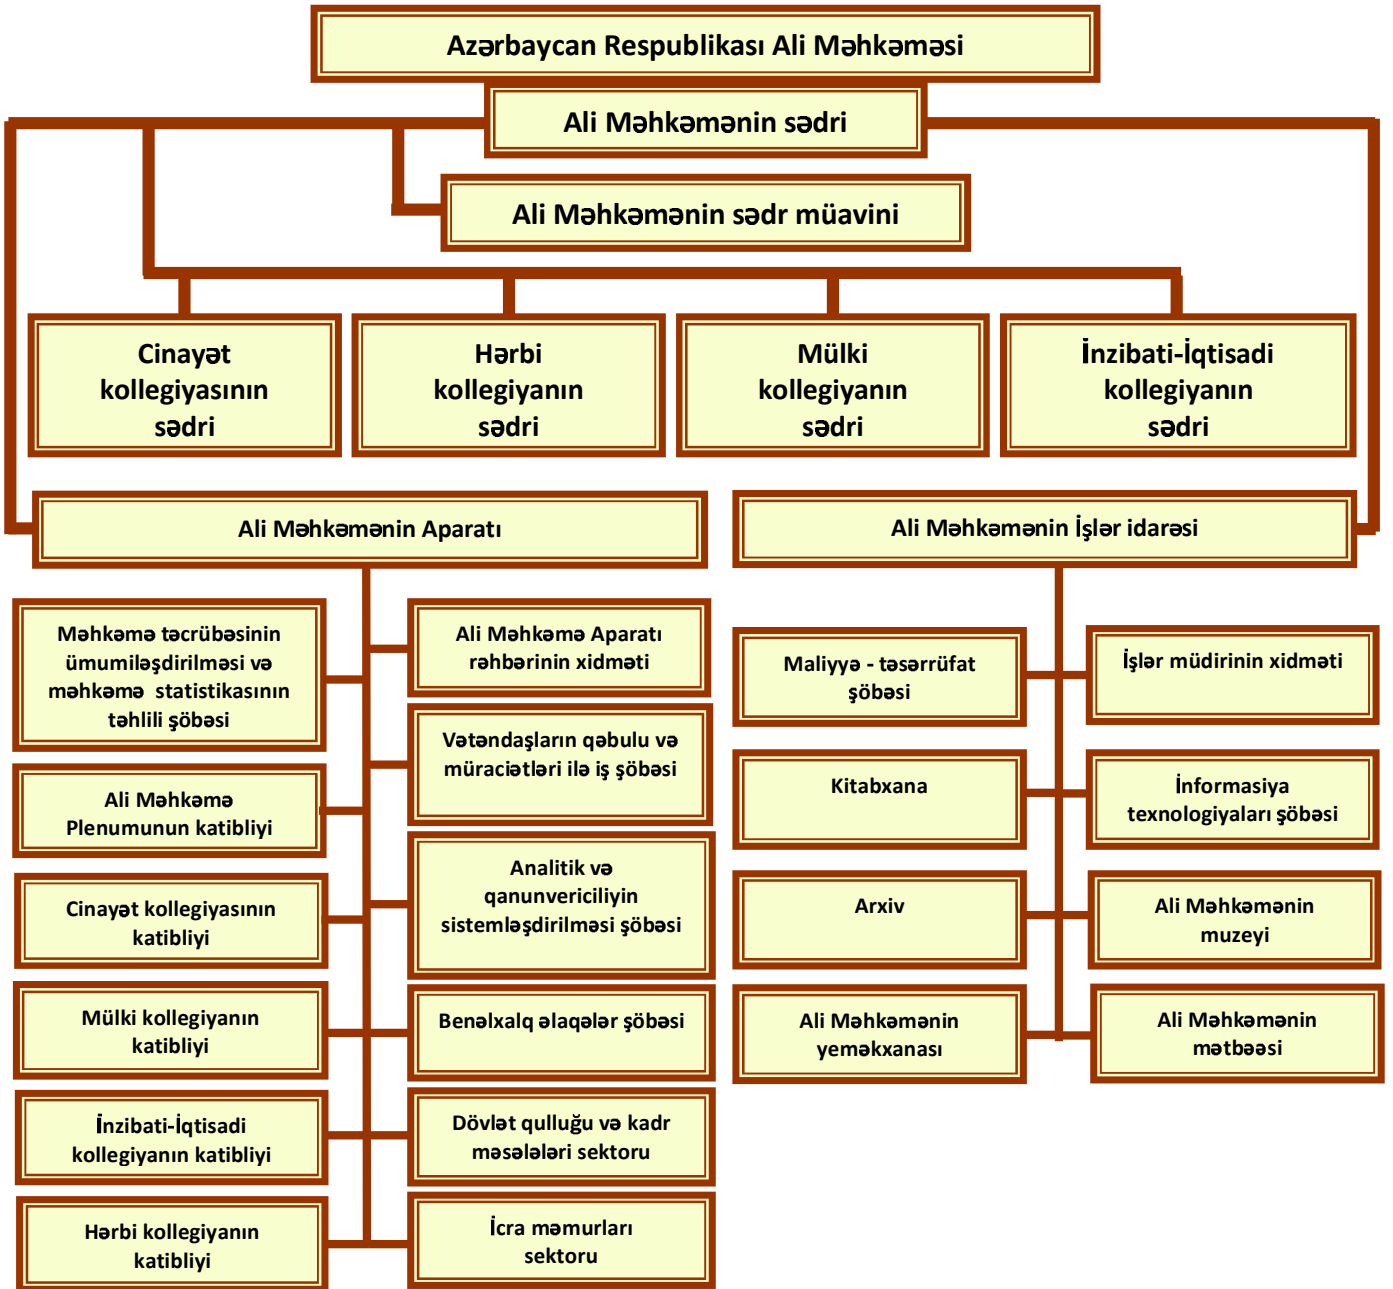 Azərbaycan Respublikası Ali Məhkəməsi
Ali Məhkəmənin sədri
Ali Məhkəmənin sədr müavini
Cinayət
kollegiyasının
sədri
Hərbi
kollegiyanın
sədri
Mülki
kollegiyanın
sədri
İnzibati-İqtisadi
kollegiyanın
sədri
Ali Məhkəmənin Aparatı
Məhkəmə təcrübəsinin
ümumiləşdirilməsi və
məhkəmə statistikasının
təhlili şöbəsi
Ali Məhkəmə
Plenumunun katibliyi
Cinayət kollegiyasının
katibliyi
Mülki kollegiyanın
katibliyi
İnzibati-İqtisadi
kollegiyanın katibliyi
Hərbi kollegiyanın
katibliyi
Ali Məhkəmə Aparatı
rəhbərinin xidməti
Vətəndaşların qəbulu və
müraciətləri ilə iş şöbəsi
Analitik və
qanunvericiliyin
sistemləşdirilməsi şöbəsi
Benəlxalq əlaqələr şöbəsi
Dövlət qulluğu və kadr
məsələləri sektoru
İcra məmurları
sektoru
Ali Məhkəmənin İşlər idarəsi
Maliyyə - təsərrüfat
şöbəsi
Kitabxana
Arxiv
Ali Məhkəmənin
yeməkxanası
İşlər müdirinin xidməti
İnformasiya
texnologiyaları şöbəsi
Ali Məhkəmənin
muzeyi
Ali Məhkəmənin
mətbəəsi